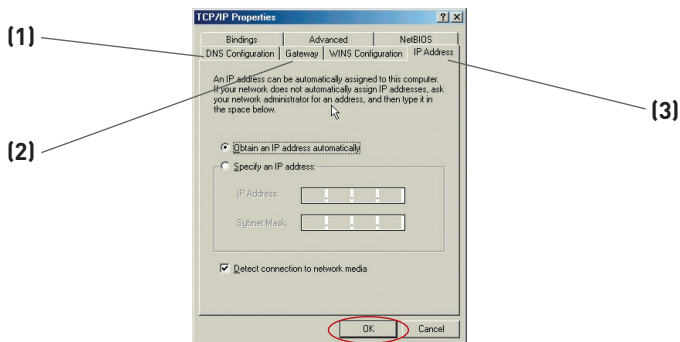 TCP/IP Properties
Bindings Advanced NetBIOS
(1)
DNS Configuration Gateway WINS Configuration IP Address
An IP address can be automatically assigned to this computer.
If your network does not automatically assign IP addresses, ask
your network administrator for an address, and then type it in
the space below.
(3)
(2)
Obtain an IP address automatically
Specify an IP address:
IP Address:
Subnet Mask:
Detect connection to network media
OK Cancel